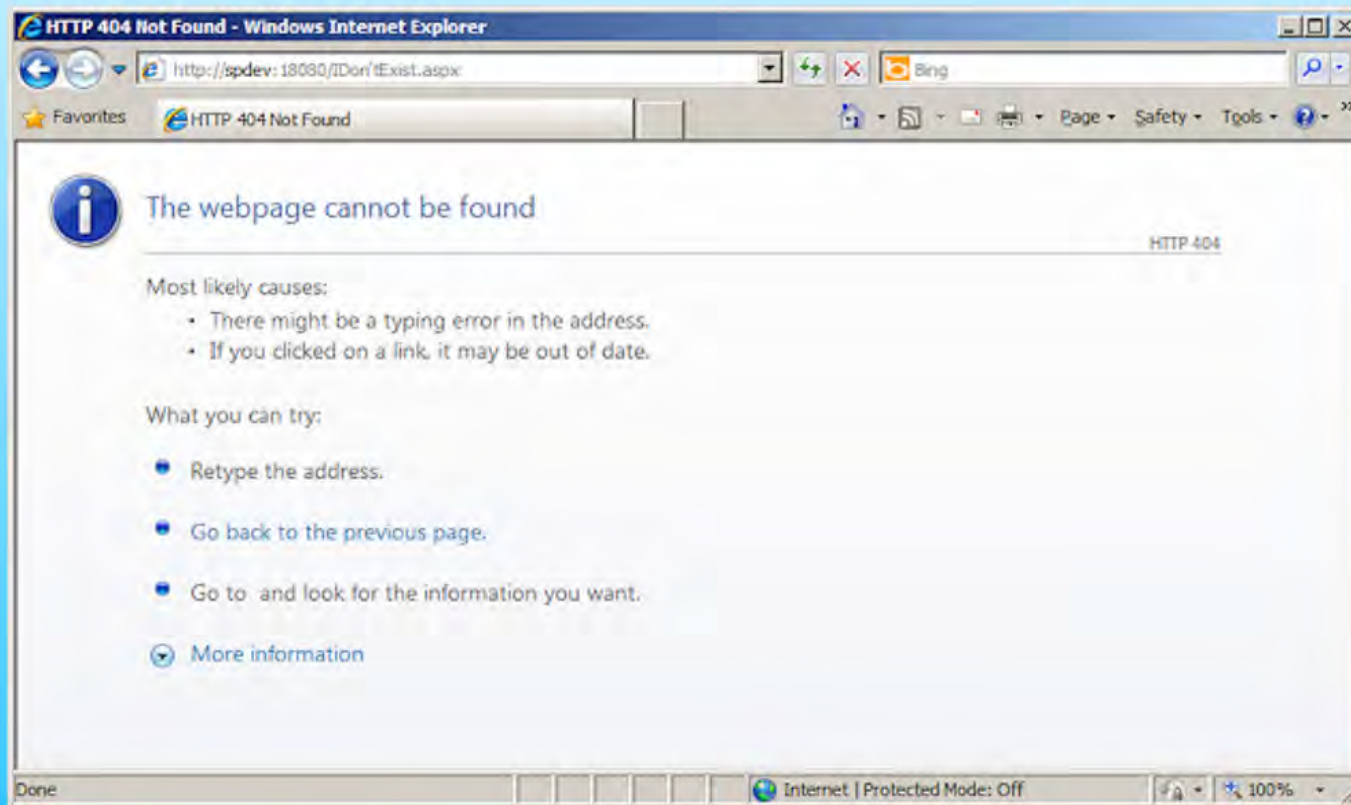 HTTP 404 Not Found - Windows Internet Explorer
http://spdev:18080/IDon'tExist.aspx
Bing
Favorites
HTTP 404 Not Found
Page
Safety
Tools
The webpage cannot be found
HTTP 404
Most likely causes:
• There might be a typing error in the address.
• If you clicked on a link, it may be out of date.
What you can try:
Retype the address.
Go back to the previous page.
Go to and look for the information you want.
More information
Done
Internet | Protected Mode: Off
100%